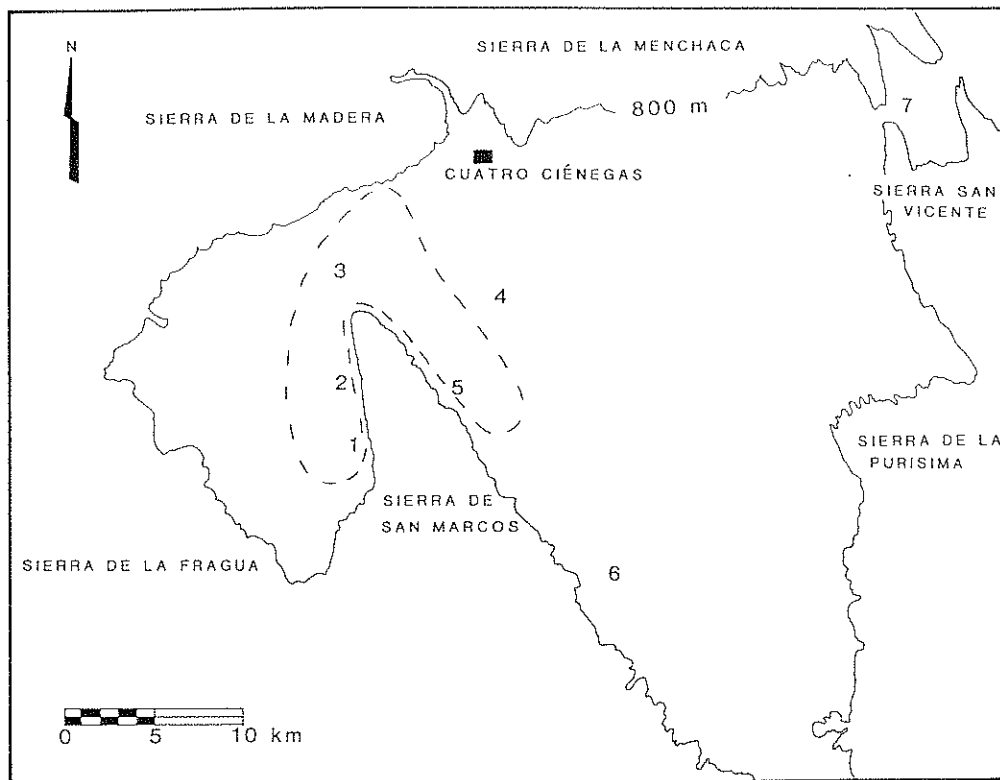 SIERRA DE LA MENCHACA
N
800 m
7
SIERRA DE LA MADERA
CUATRO CIÉNEGAS
SIERRA SAN
VICENTE
3
4
2
5
1
SIERRA DE LA
PURISIMA
SIERRA DE
SAN MARCOS
SIERRA DE LA FRAGUA
6
0 5 10 km